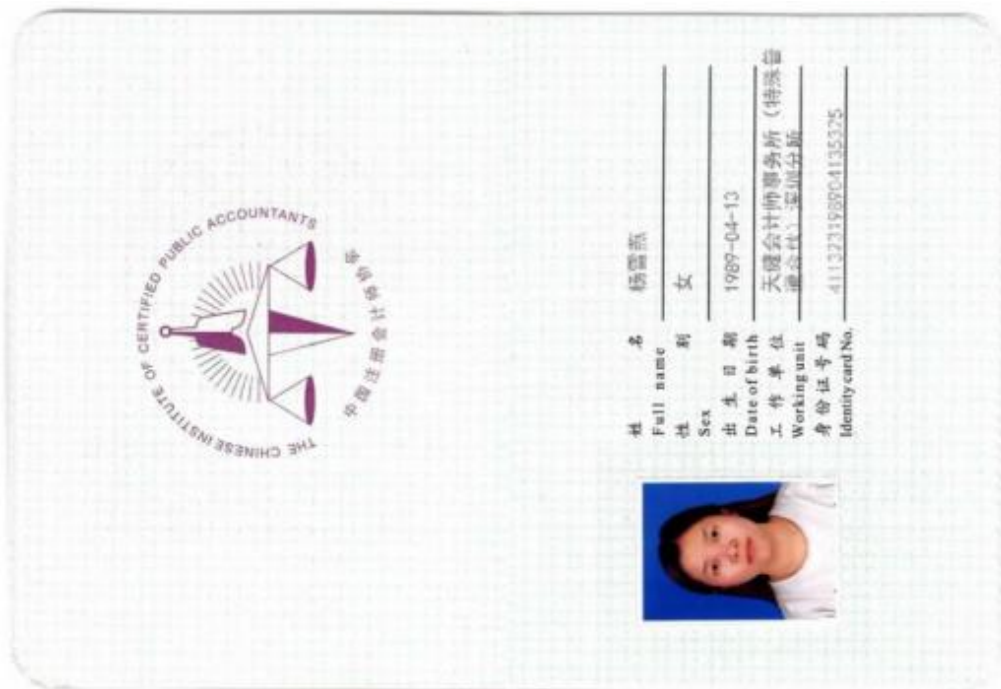 THE CHINESE INSTITUTE OF CERTIFIED PUBLIC ACCOUNTANTS
中国注册会计师协会
姓 名 杨雪燕
Full name
性 别 女
Sex
出 生 日 期 1989-04-13
Date of birth
工 作 单 位 天健会计师事务所（特殊普
Working unit 通合伙）深圳分所
身份证号码 411323198904135325
Identity card No.